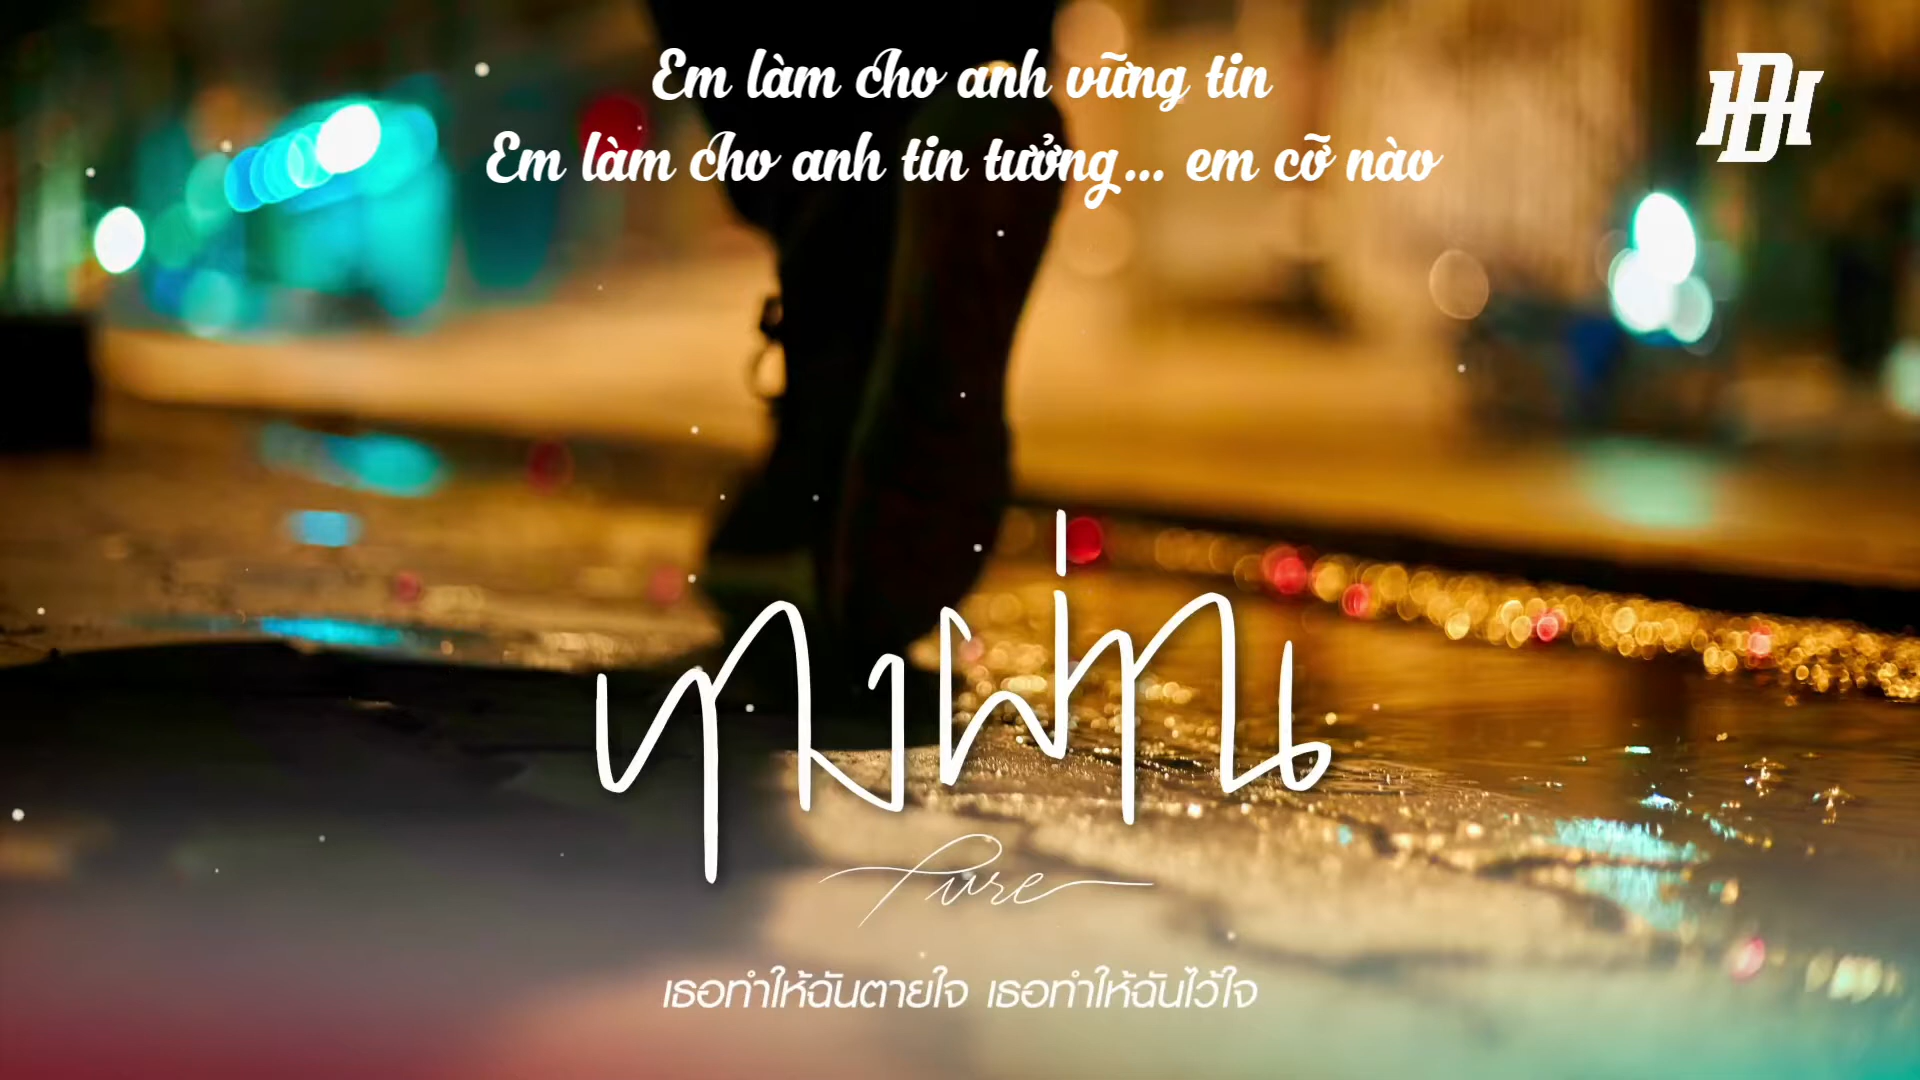 Em làm cho anh vững tin
Em làm cho anh tin tưởng... em cỡ nào
ทางผ่าน
Pure
เธอทำให้ฉันตายใจ เธอทำให้ฉันไว้ใจ